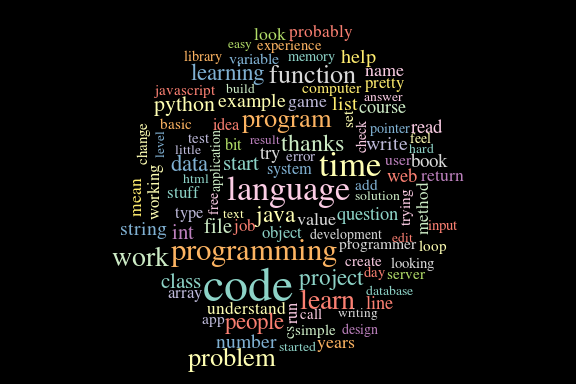 look probably
easy experience
library variable memory help
learning function name
javascript build computer pretty
python example game list answer course
basic idea program set pointer read
change level test bit result thanks check write feel
little data start try error time user book hard
html application system web return
working stuff free language add solution trying method
mean type text java value question input
string int file job object development edit
work programming programmer loop
create looking
class code project day server
array learn line database
understand run call writing
app people cs simple design
number started years
problem